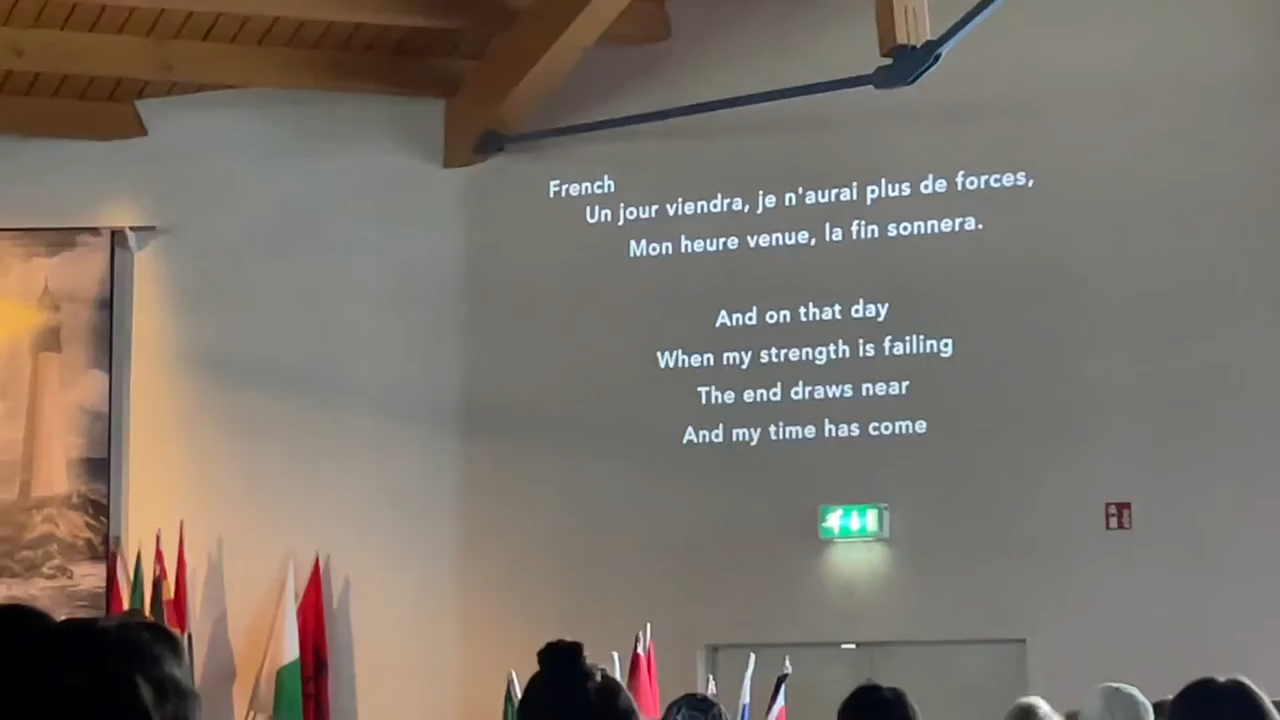 French
Un jour viendra, je n'aurai plus de forces,
Mon heure venue, la fin sonnera.
And on that day
When my strength is failing
The end draws near
And my time has come